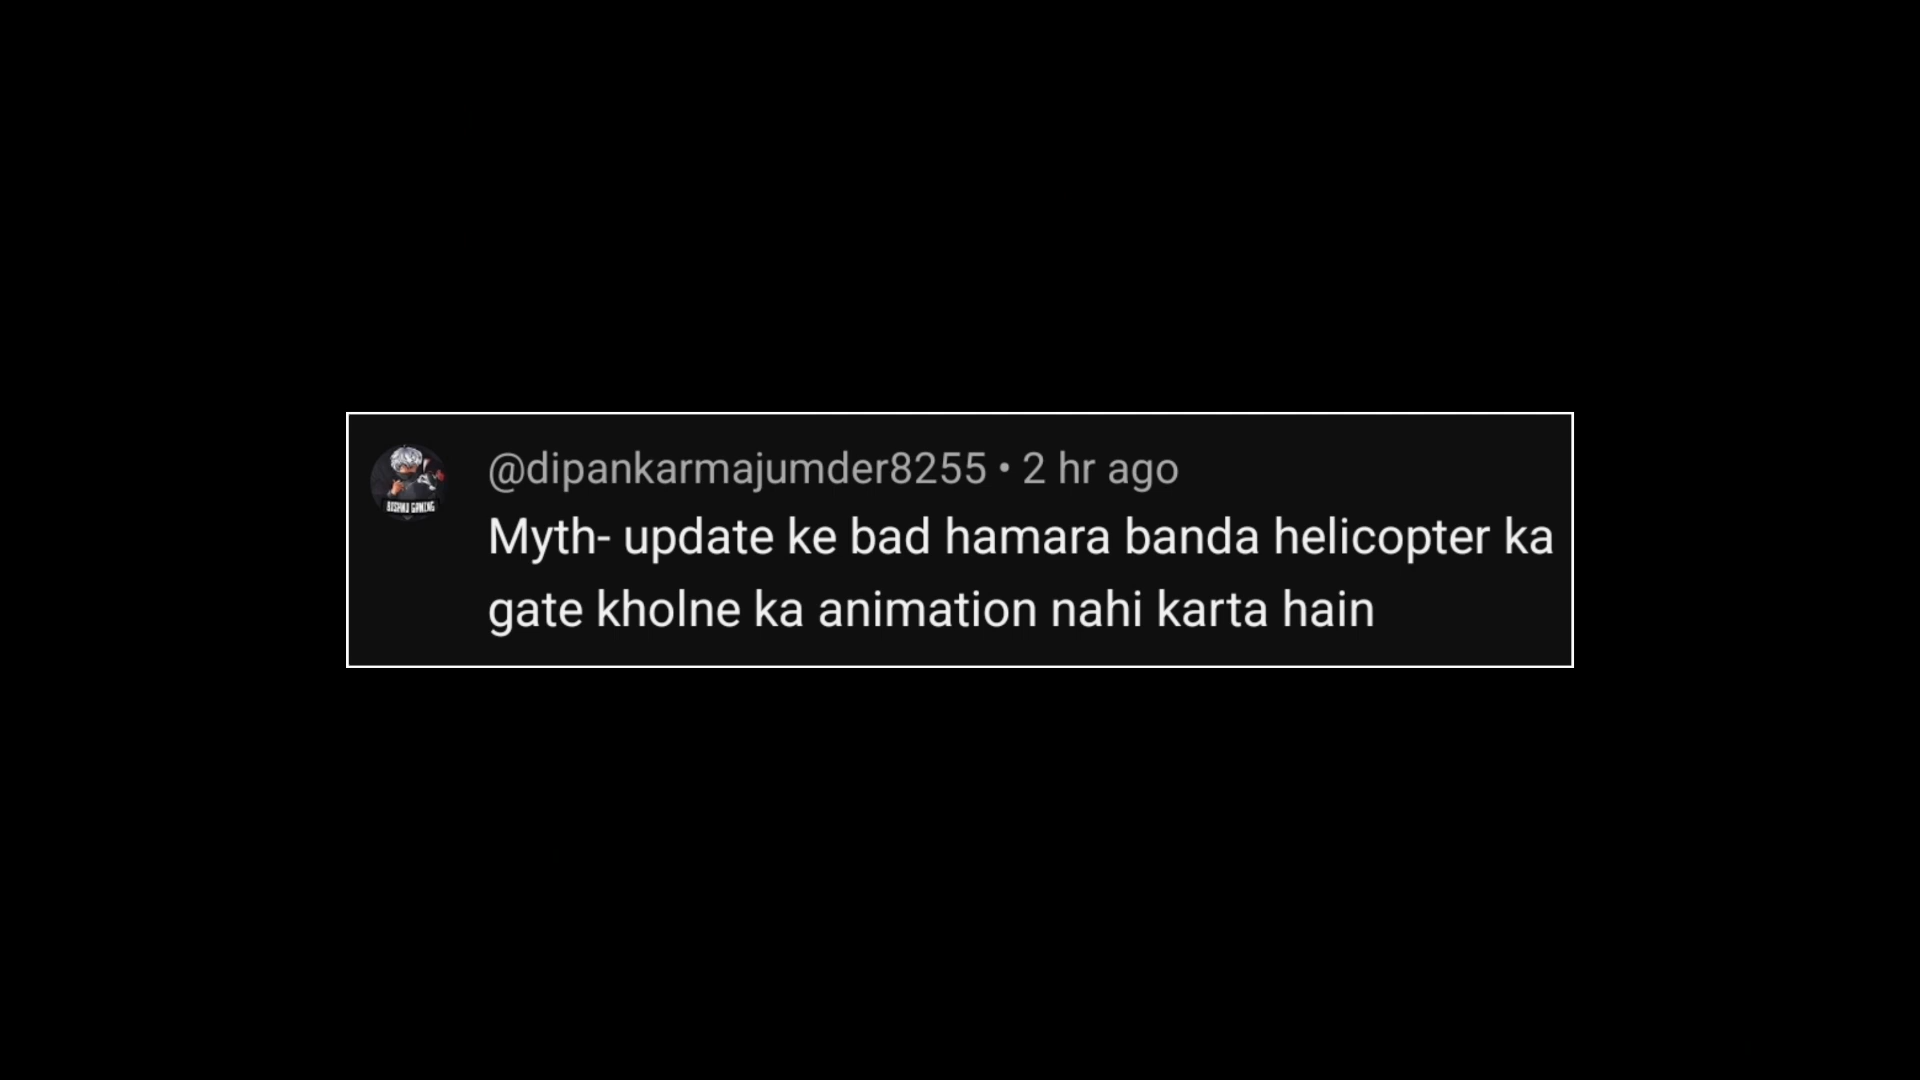 @dipankarmajumder8255 • 2 hr ago
Myth- update ke bad hamara banda helicopter ka
gate kholne ka animation nahi karta hain